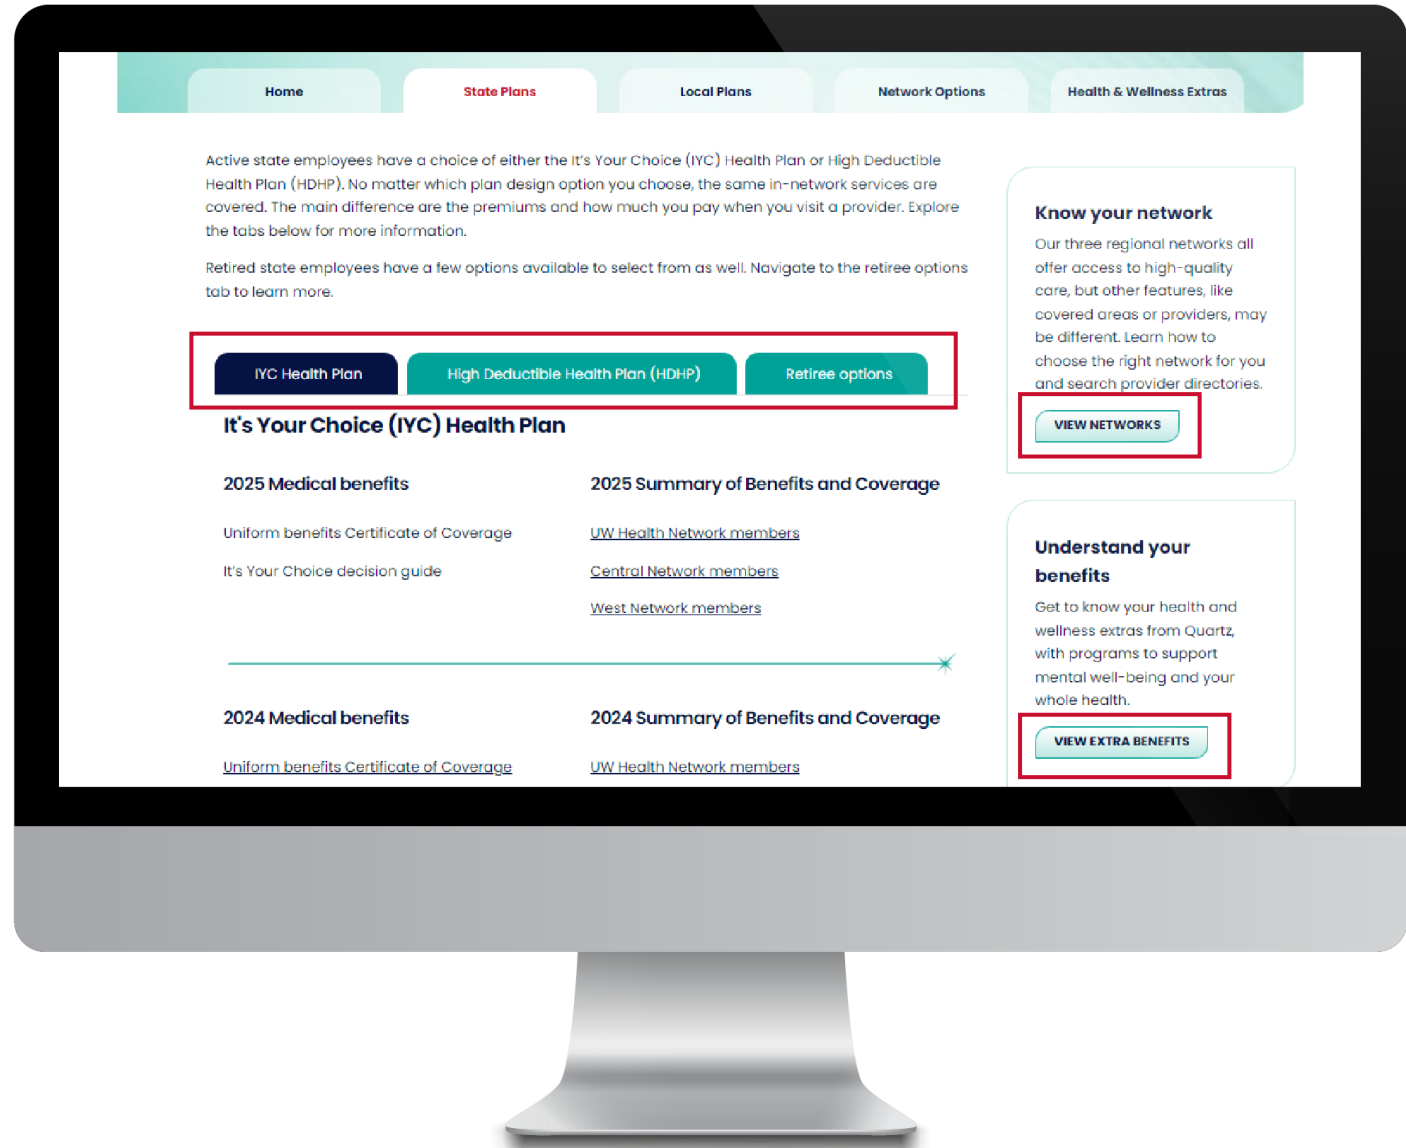 Home
State Plans
Local Plans
Network Options
Health & Wellness Extras
Active state employees have a choice of either the It's Your Choice (IYC) Health Plan or High Deductible
Health Plan (HDHP). No matter which plan design option you choose, the same in-network services are
covered. The main difference are the premiums and how much you pay when you visit a provider. Explore
the tabs below for more information.
Retired state employees have a few options available to select from as well. Navigate to the retiree options
tab to learn more.
IYC Health Plan
High Deductible Health Plan (HDHP)
Retiree options
It's Your Choice (IYC) Health Plan
2025 Medical benefits
Uniform benefits Certificate of Coverage
It's Your Choice decision guide
2025 Summary of Benefits and Coverage
UW Health Network members
Central Network members
West Network members
2024 Medical benefits
Uniform benefits Certificate of Coverage
2024 Summary of Benefits and Coverage
UW Health Network members
Know your network
Our three regional networks all
offer access to high-quality
care, but other features, like
covered areas or providers, may
be different. Learn how to
choose the right network for you
and search provider directories.
VIEW NETWORKS
Understand your
benefits
Get to know your health and
wellness extras from Quartz,
with programs to support
mental well-being and your
whole health.
VIEW EXTRA BENEFITS